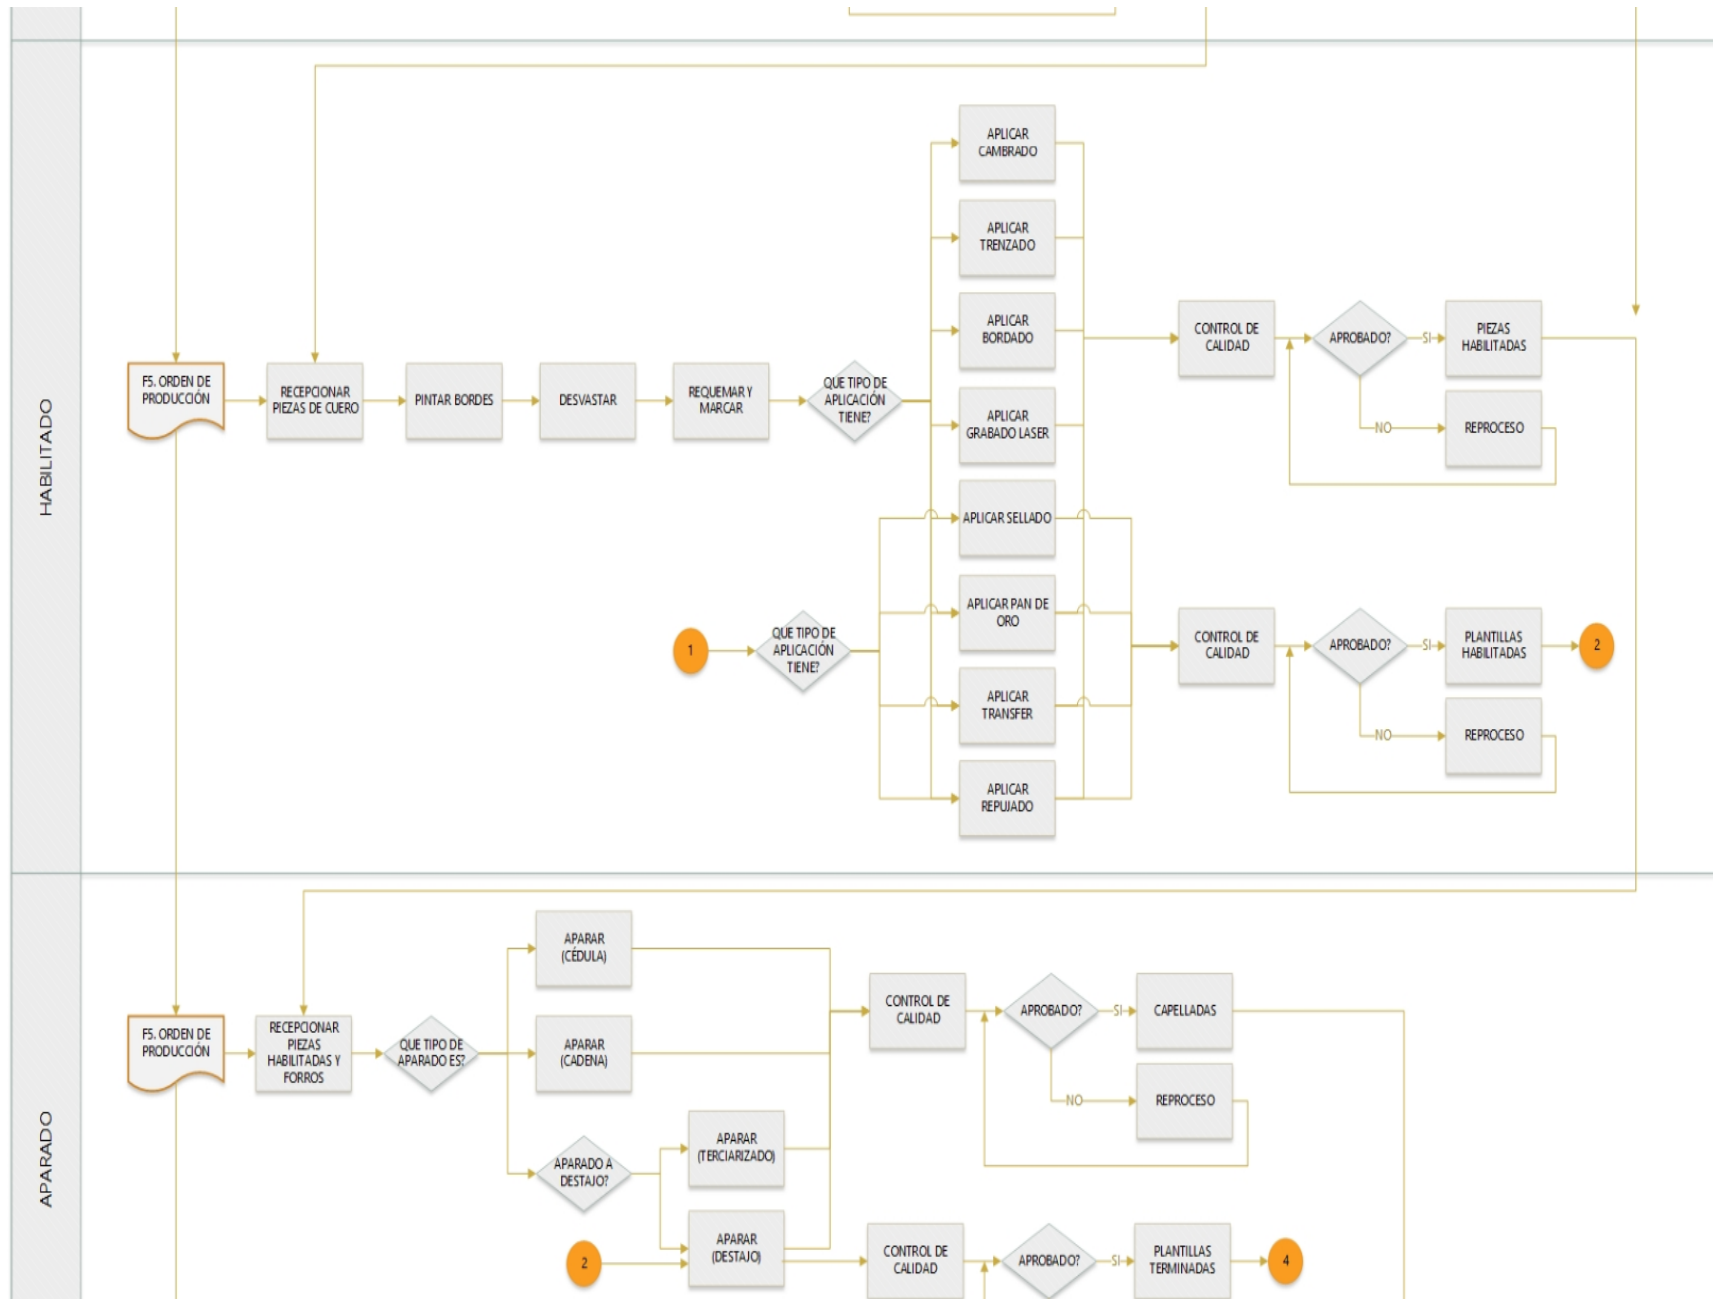 HABILITADO
F5. ORDEN DE
PRODUCCIÓN
RECEPCIONAR
PIEZAS DE CUERO
PINTAR BORDES
DESVASTAR
REQUEMAR Y
MARCAR
QUE TIPO DE
APLICACIÓN
TIENE?
APLICAR
CAMBRADO
APLICAR
TRENZADO
APLICAR
BORDADO
APLICAR
GRABADO LASER
APLICAR SELLADO
APLICAR PAN DE
ORO
APLICAR
TRANSFER
APLICAR
REPUJADO
CONTROL DE
CALIDAD
APROBADO?
SI
PIEZAS
HABILITADAS
NO
REPROCESO
1
QUE TIPO DE
APLICACIÓN
TIENE?
CONTROL DE
CALIDAD
APROBADO?
SI
PLANTILLAS
HABILITADAS
2
NO
REPROCESO
APARADO
F5. ORDEN DE
PRODUCCIÓN
RECEPCIONAR
PIEZAS
HABILITADAS Y
FORROS
QUE TIPO DE
APARADO ES?
APARAR
(CÉDULA)
APARAR
(CADENA)
APARADO A
DESTAJO?
APARAR
(TERCIARIZADO)
APARAR
(DESTAJO)
CONTROL DE
CALIDAD
APROBADO?
SI
CAPELLADAS
NO
REPROCESO
2
CONTROL DE
CALIDAD
APROBADO?
SI
PLANTILLAS
TERMINADAS
4